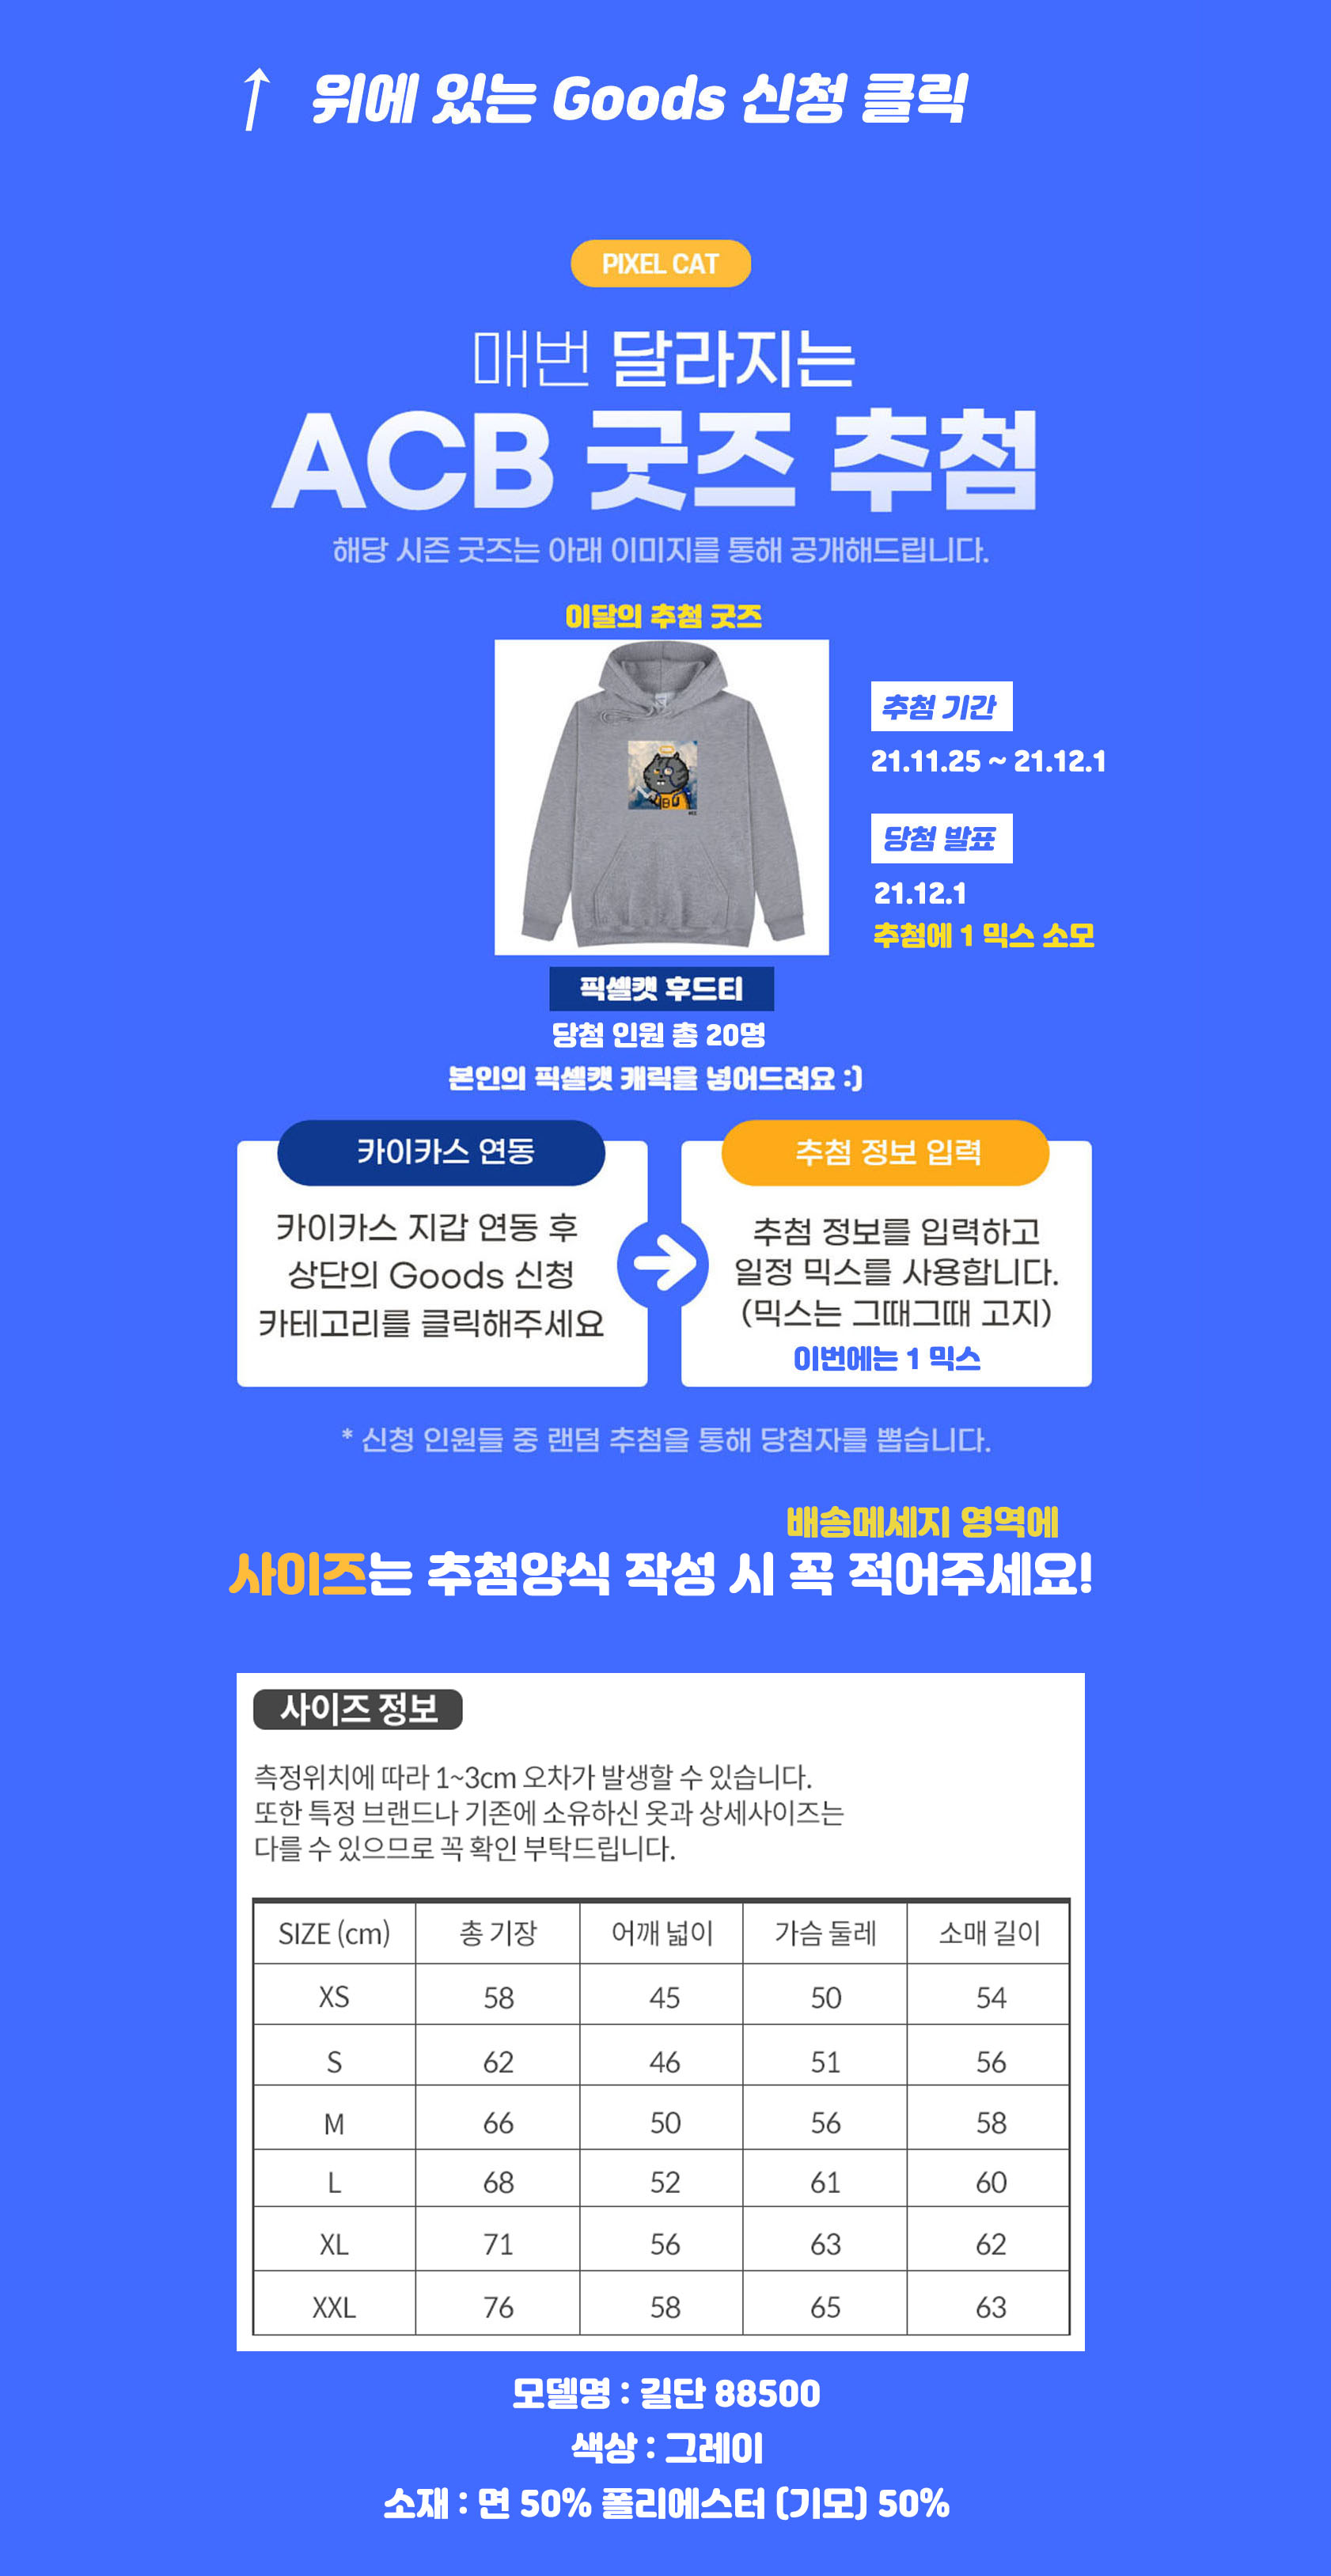 ↑ 위에 있는 Goods 신청 클릭
PIXEL CAT
매번 달라지는
ACB 굿즈 추첨
해당 시즌 굿즈는 아래 이미지를 통해 공개해드립니다.
이달의 추첨 굿즈
추첨 기간
21.11.25 ~ 21.12.1
당첨 발표
21.12.1
추첨에 1 믹스 소모
픽셀캣 후드티
당첨 인원 총 20명
본인의 픽셀캣 캐릭을 넣어드려요 :)
카이카스 연동
카이카스 지갑 연동 후
상단의 Goods 신청
카테고리를 클릭해주세요
추첨 정보 입력
추첨 정보를 입력하고
일정 믹스를 사용합니다.
(믹스는 그때그때 고지)
이번에는 1 믹스
* 신청 인원들 중 랜덤 추첨을 통해 당첨자를 뽑습니다.
배송메세지 영역에
사이즈는 추첨양식 작성 시 꼭 적어주세요!
사이즈 정보
측정위치에 따라 1~3cm 오차가 발생할 수 있습니다.
또한 특정 브랜드나 기존에 소유하신 옷과 상세사이즈는
다를 수 있으므로 꼭 확인 부탁드립니다.
SIZE (cm) 총 기장 어깨 넓이 가슴 둘레 소매 길이
XS 58 45 50 54
S 62 46 51 56
M 66 50 56 58
L 68 52 61 60
XL 71 56 63 62
XXL 76 58 65 63
모델명 : 길단 88500
색상 : 그레이
소재 : 면 50% 폴리에스터 (기모) 50%